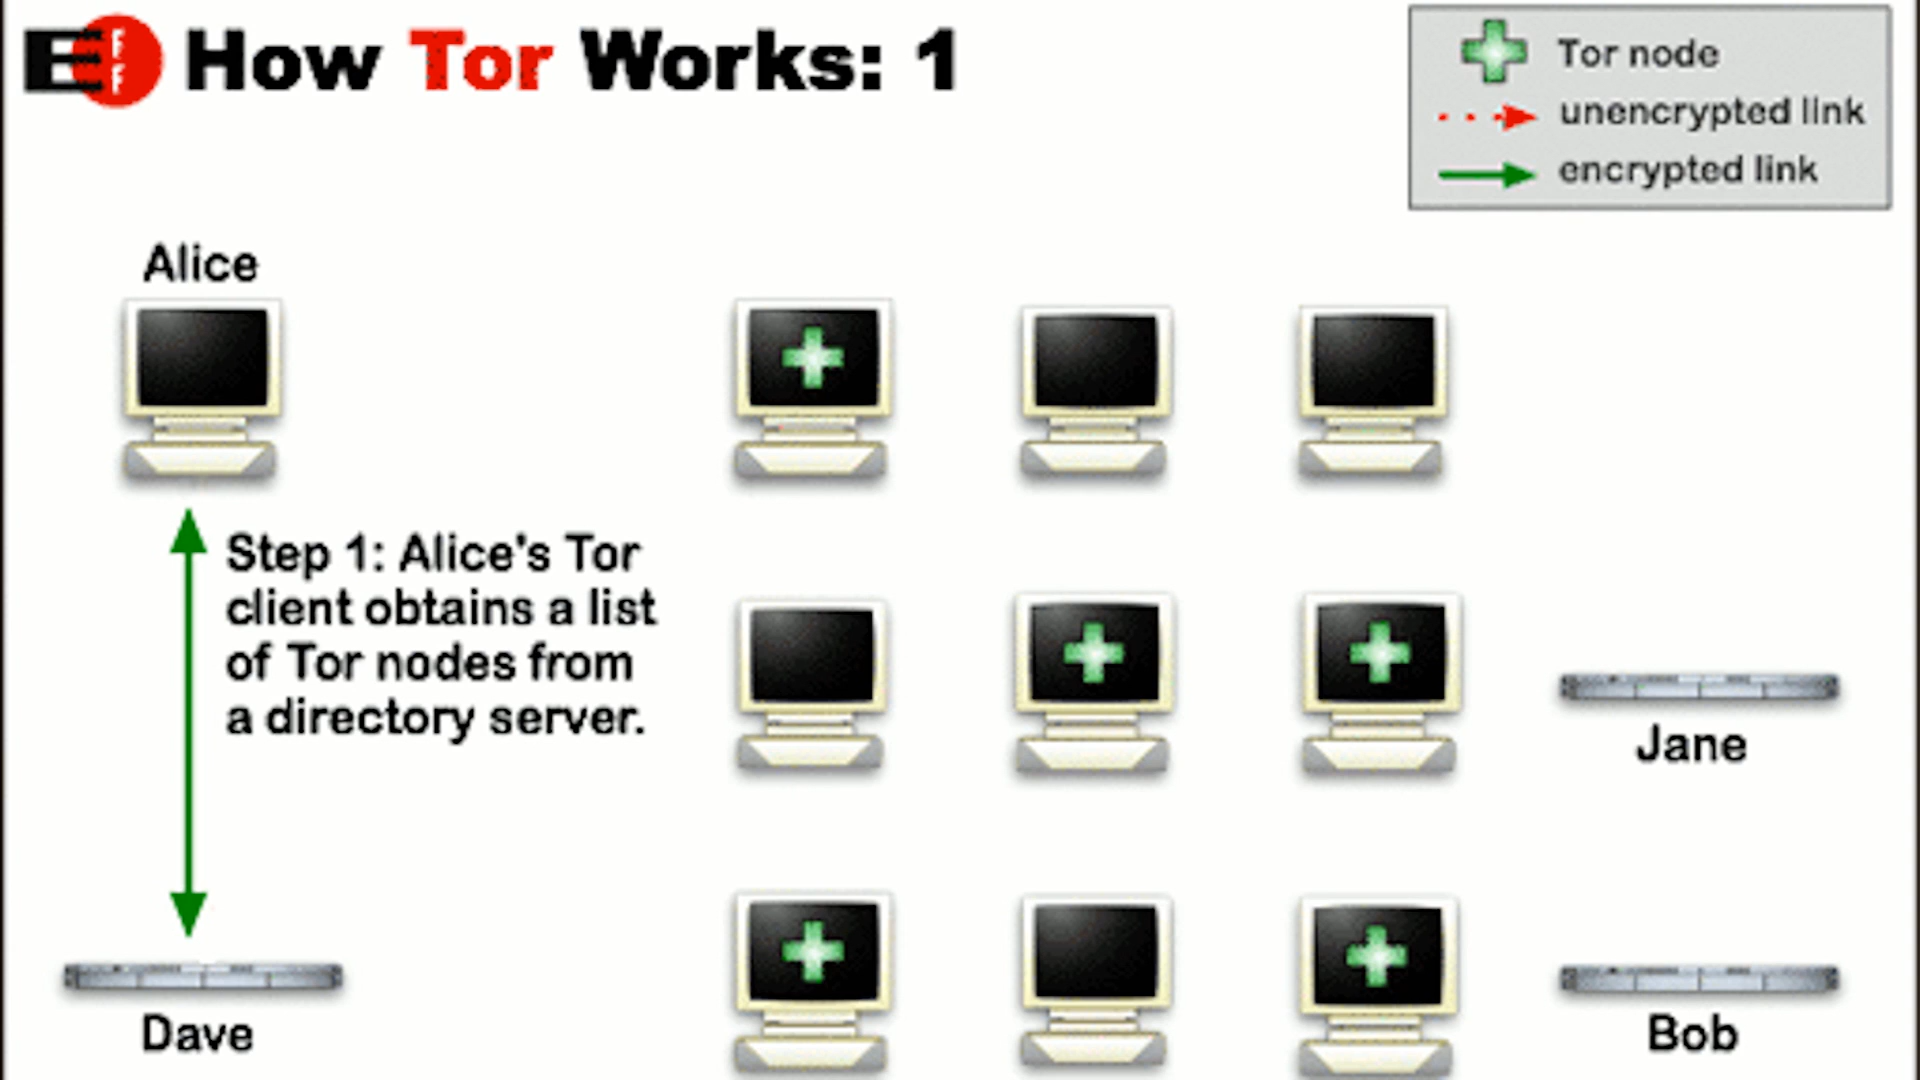 EFF How Tor Works: 1
Tor node
unencrypted link
encrypted link
Alice
Step 1: Alice's Tor
client obtains a list
of Tor nodes from
a directory server.
Jane
Dave
Bob